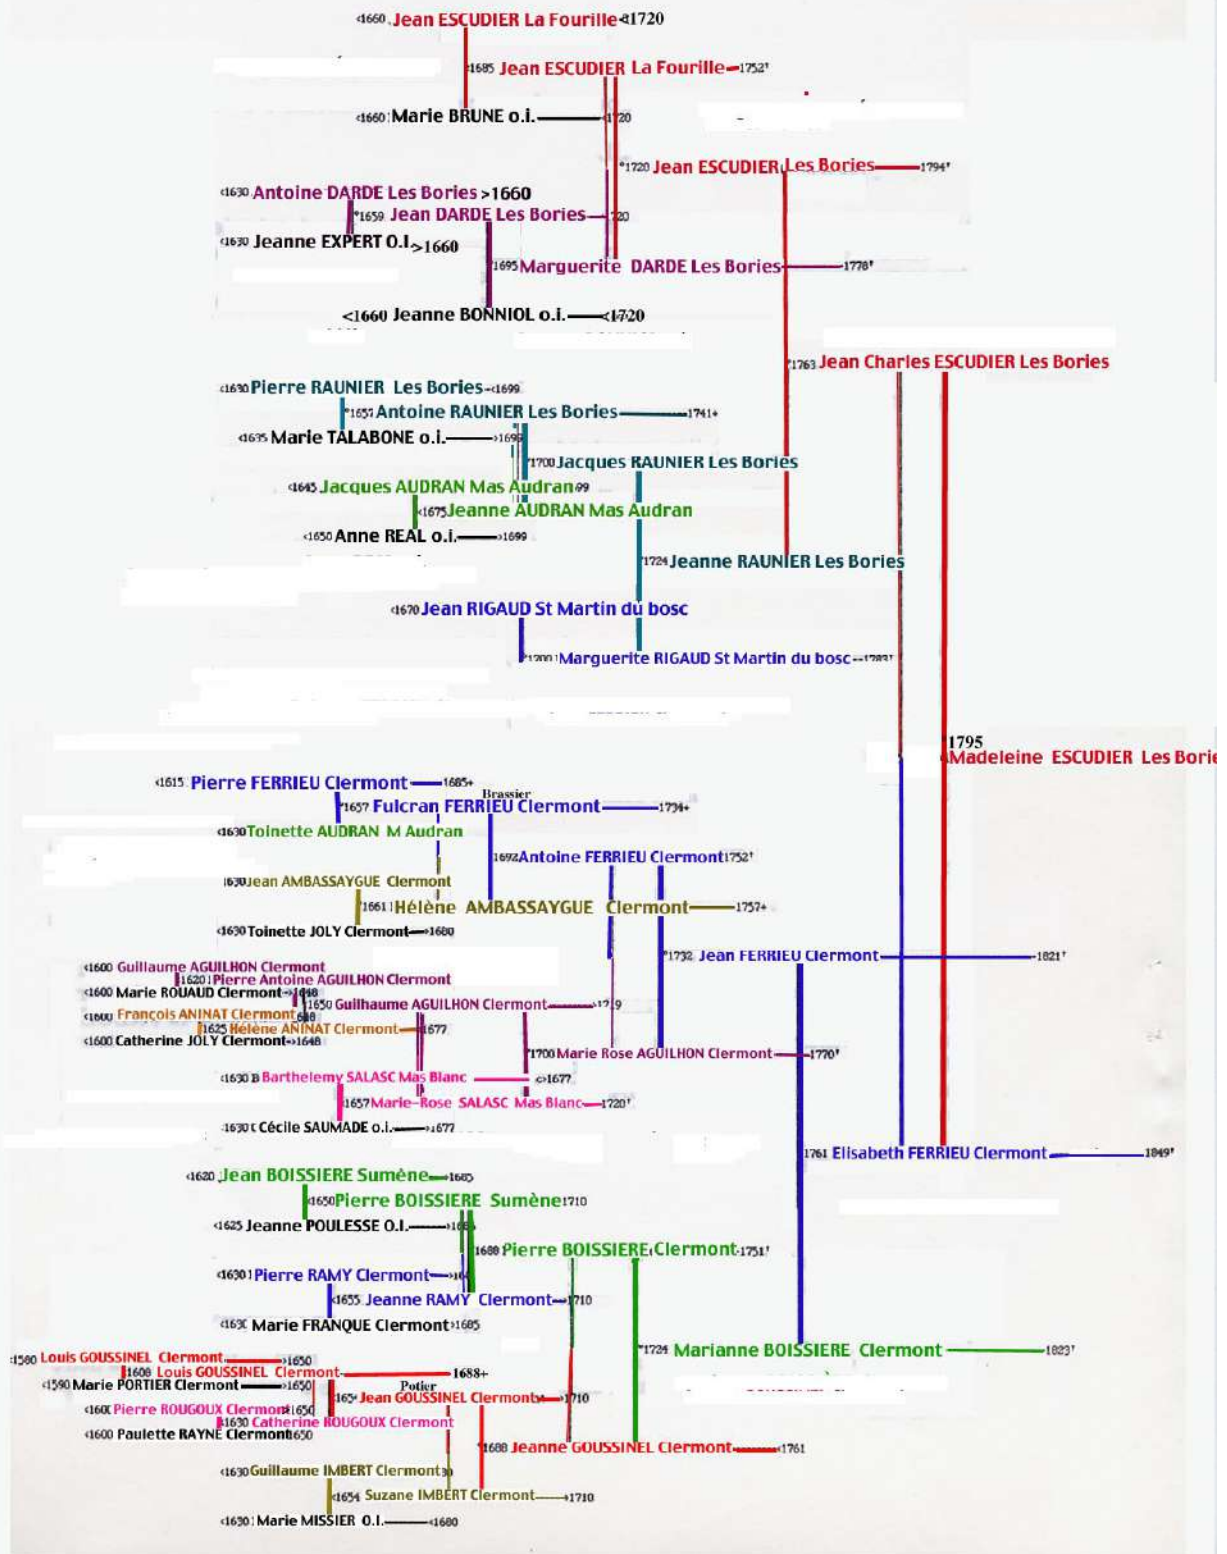 <1660 Jean ESCUDIER La Fourille <1720
<1685 Jean ESCUDIER La Fourille 1752†
<1660 Marie BRUNE o.i. <1720
°1720 Jean ESCUDIER Les Bories 1794†
<1630 Antoine DARDE Les Bories >1660
°1659 Jean DARDE Les Bories
<1630 Jeanne EXPERT O.I. >1660
°1695 Marguerite DARDE Les Bories 1778†
<1660 Jeanne BONNIOL o.i. <1720
°1763 Jean Charles ESCUDIER Les Bories
<1630 Pierre RAUNIER Les Bories <1699
°1657 Antoine RAUNIER Les Bories 1741+
<1635 Marie TALABONE o.i. >1699
°1700 Jacques RAUNIER Les Bories
<1645 Jacques AUDRAN Mas Audran 99
<1675 Jeanne AUDRAN Mas Audran
<1650 Anne REAL o.i. >1699
°1724 Jeanne RAUNIER Les Bories
<1670 Jean RIGAUD St Martin du bosc
°1700 Marguerite RIGAUD St Martin du bosc 1783†
1795
Madeleine ESCUDIER Les Borie
<1615 Pierre FERRIEU Clermont 1685+
Brassier
°1657 Fulcran FERRIEU Clermont 1734+
<1630 Toinette AUDRAN M Audran
1692 Antoine FERRIEU Clermont 1752†
1630 Jean AMBASSAYGUE Clermont
°1661 Hélène AMBASSAYGUE Clermont 1757+
<1630 Toinette JOLY Clermont >1680
°1732 Jean FERRIEU Clermont 1821†
<1600 Guillaume AGUILHON Clermont
1620 Pierre Antoine AGUILHON Clermont
<1600 Marie ROUAUD Clermont >1648
1650 Guilhaume AGUILHON Clermont >1719
<1600 François ANINAT Clermont
<1625 Hélène ANINAT Clermont 1677
<1600 Catherine JOLY Clermont >1648
°1700 Marie Rose AGUILHON Clermont 1770†
<1630 Barthelemy SALASC Mas Blanc >1677
1657 Marie-Rose SALASC Mas Blanc 1720†
<1630 Cécile SAUMADE o.i. >1677
1761 Elisabeth FERRIEU Clermont 1849†
<1620 Jean BOISSIERE Sumène >1685
<1650 Pierre BOISSIERE Sumène 1710
<1625 Jeanne POULESSE O.I.
1688 Pierre BOISSIERE Clermont 1751†
<1630 Pierre RAMY Clermont
<1655 Jeanne RAMY Clermont >1710
Marie FRANQUE Clermont >1685
°1724 Marianne BOISSIERE Clermont 1823†
<1580 Louis GOUSSINEL Clermont >1650
1608 Louis GOUSSINEL Clermont 1688+
<1590 Marie PORTIER Clermont >1650
Potier
1654 Jean GOUSSINEL Clermont >1710
Pierre ROUGOUX Clermont 1650
<1630 Catherine ROUGOUX Clermont
<1600 Paulette RAYNE Clermont 1650
°1688 Jeanne GOUSSINEL Clermont <1761
<1630 Guillaume IMBERT Clermont
<1654 Suzane IMBERT Clermont >1710
<1630 Marie MISSIER O.I. <1680